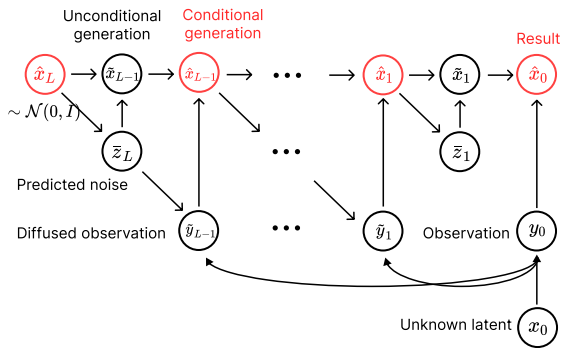 Unconditional
generation
Conditional
generation
Result
x̂_L
x̃_{L−1}
x̂_{L−1}
...
x̂_1
x̃_1
x̂_0
∼ N(0, I)
z̅_L
...
z̅_1
Predicted noise
Diffused observation
ỹ_{L−1}
...
ỹ_1
Observation
y_0
Unknown latent
x_0